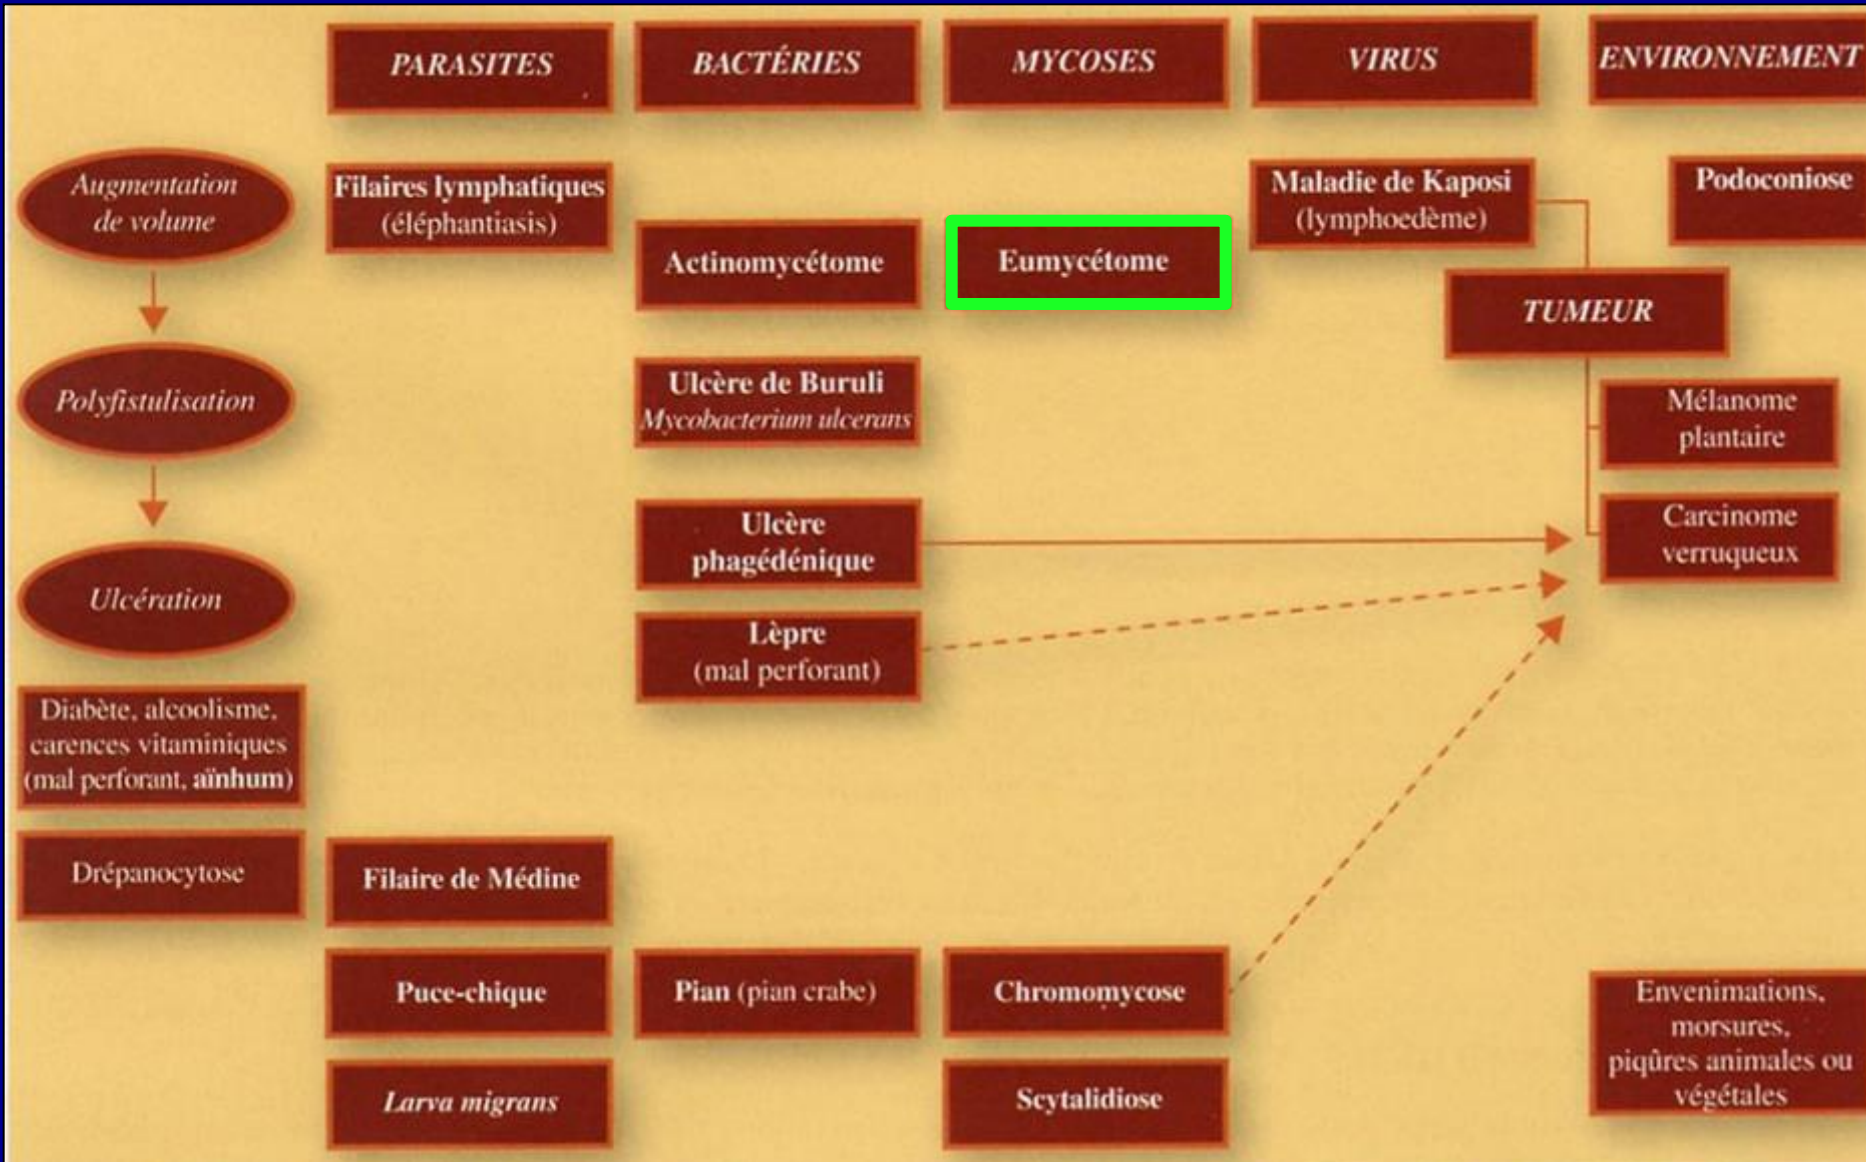 PARASITES
BACTÉRIES
MYCOSES
VIRUS
ENVIRONNEMENT
Augmentation
de volume
Filaires lymphatiques
(éléphantiasis)
Actinomycétome
Eumycétome
Maladie de Kaposi
(lymphoedème)
Podoconiose
TUMEUR
Polyfistulisation
Ulcère de Buruli
Mycobacterium ulcerans
Mélanome
plantaire
Ulcère
phagédénique
Carcinome
verruqueux
Ulcération
Lèpre
(mal perforant)
Diabète, alcoolisme,
carences vitaminiques
(mal perforant, aïnhum)
Drépanocytose
Filaire de Médine
Puce-chique
Pian (pian crabe)
Chromomycose
Envenimations,
morsures,
piqûres animales ou
végétales
Larva migrans
Scytalidiose